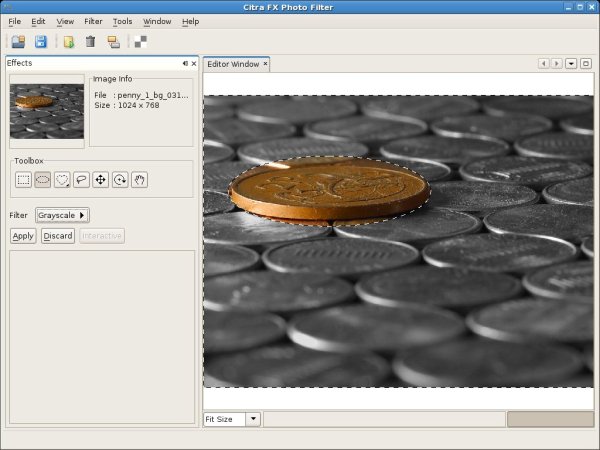 Citra FX Photo Filter
File Edit View Filter Tools Window Help
Effects
Editor Window
Image Info
File : penny_1_bg_031...
Size : 1024 x 768
Toolbox
Filter Grayscale
Apply Discard Interactive
Fit Size